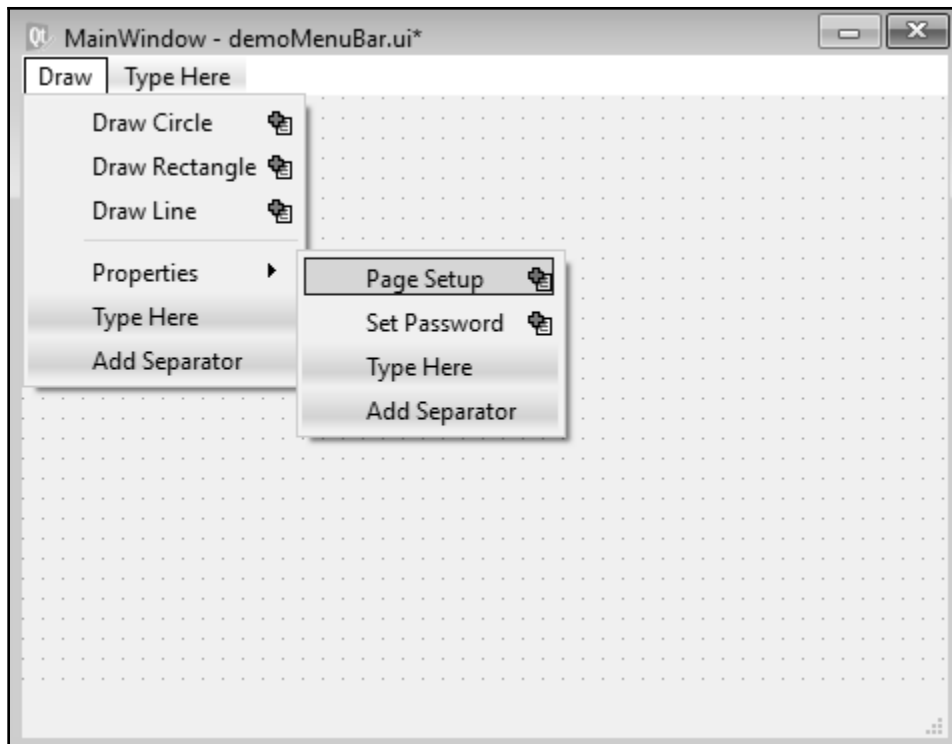 Qt MainWindow - demoMenuBar.ui*
Draw Type Here
Draw Circle
Draw Rectangle
Draw Line
Properties
Type Here
Add Separator
Page Setup
Set Password
Type Here
Add Separator